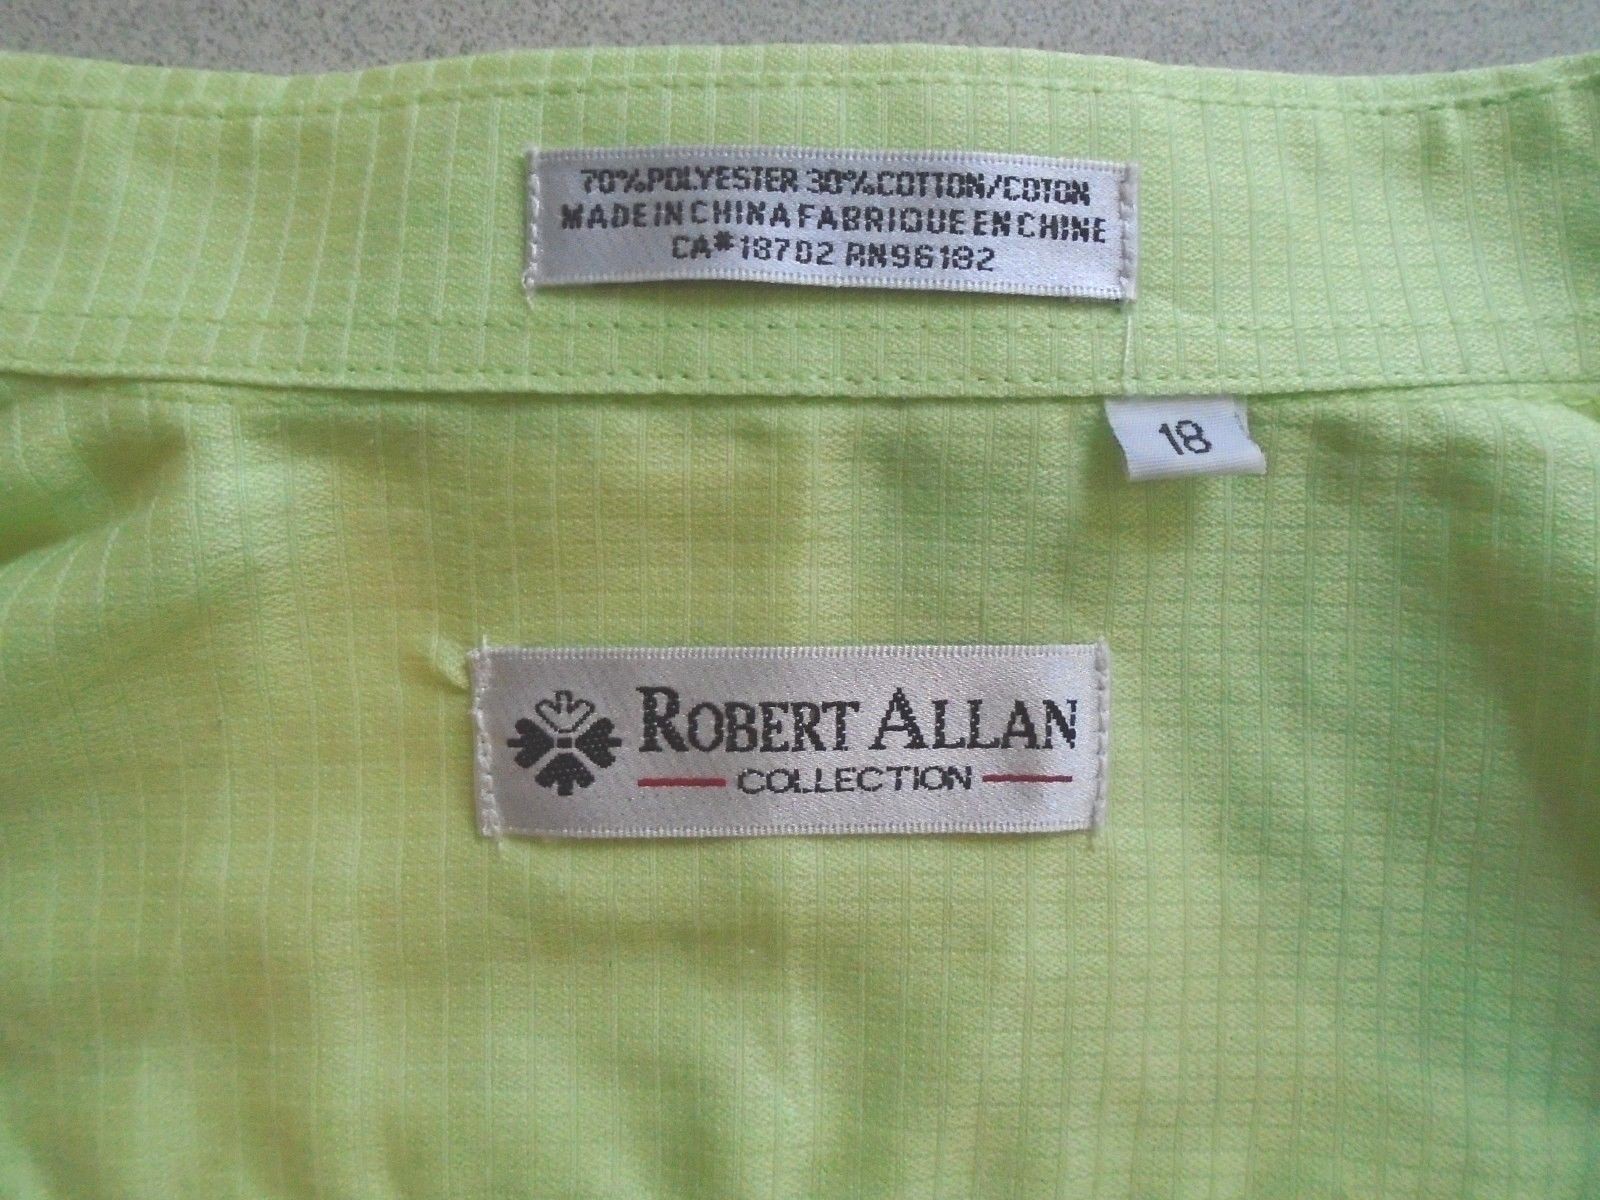 70%POLYESTER 30%COTTON/COTON
MADE IN CHINA FABRIQUE EN CHINE
CA#18702 RN96182
18
ROBERT ALLAN
COLLECTION